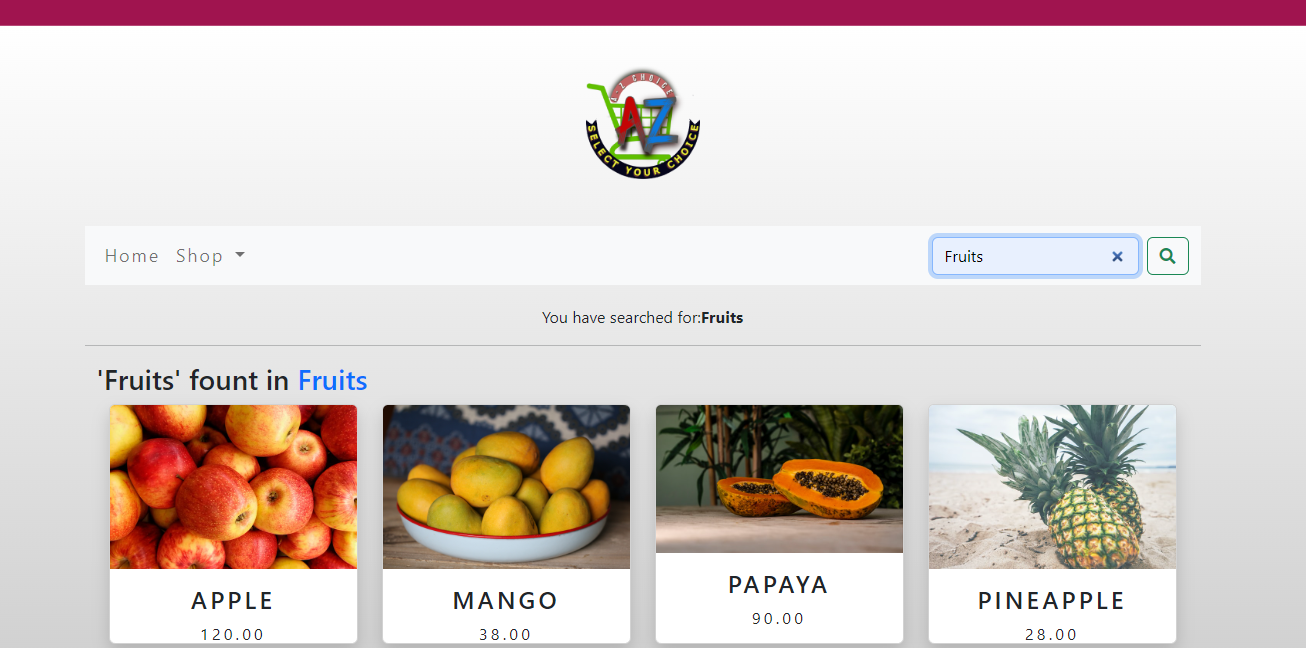 A-Z CHOICE
AZ
SELECT YOUR CHOICE
Home Shop
Fruits
You have searched for:Fruits
'Fruits' fount in Fruits
APPLE
120.00
MANGO
38.00
PAPAYA
90.00
PINEAPPLE
28.00